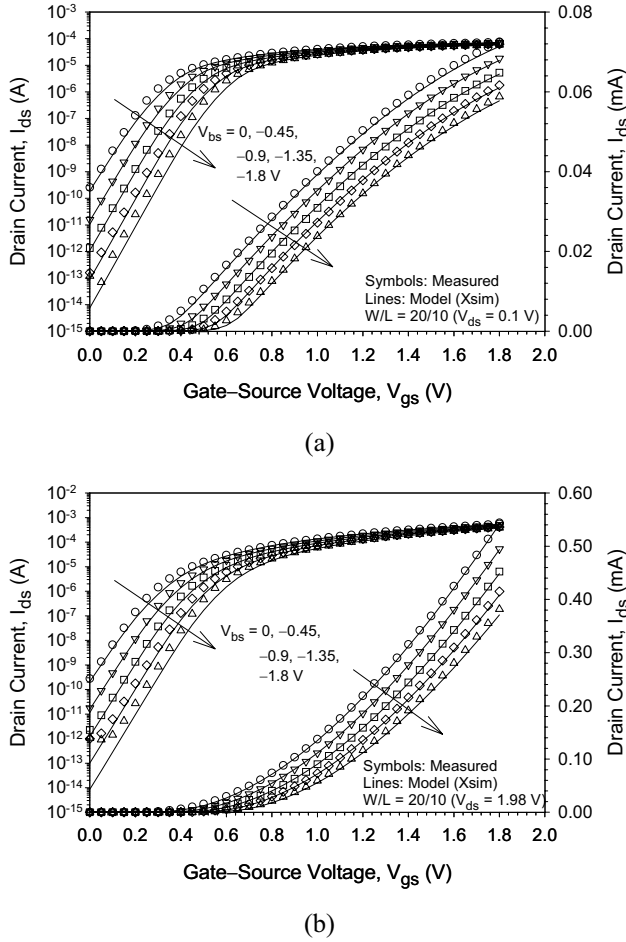 10⁻³
10⁻⁴
10⁻⁵
10⁻⁶
10⁻⁷
10⁻⁸
10⁻⁹
10⁻¹⁰
10⁻¹¹
10⁻¹²
10⁻¹³
10⁻¹⁴
10⁻¹⁵
Drain Current, I_ds (A)
0.08
0.06
0.04
0.02
0.00
Drain Current, I_ds (mA)
V_bs = 0, −0.45,
−0.9, −1.35,
−1.8 V
Symbols: Measured
Lines: Model (Xsim)
W/L = 20/10 (V_ds = 0.1 V)
0.0 0.2 0.4 0.6 0.8 1.0 1.2 1.4 1.6 1.8 2.0
Gate−Source Voltage, V_gs (V)
(a)
10⁻²
10⁻³
10⁻⁴
10⁻⁵
10⁻⁶
10⁻⁷
10⁻⁸
10⁻⁹
10⁻¹⁰
10⁻¹¹
10⁻¹²
10⁻¹³
10⁻¹⁴
10⁻¹⁵
Drain Current, I_ds (A)
0.60
0.50
0.40
0.30
0.20
0.10
0.00
Drain Current, I_ds (mA)
V_bs = 0, −0.45,
−0.9, −1.35,
−1.8 V
Symbols: Measured
Lines: Model (Xsim)
W/L = 20/10 (V_ds = 1.98 V)
0.0 0.2 0.4 0.6 0.8 1.0 1.2 1.4 1.6 1.8 2.0
Gate−Source Voltage, V_gs (V)
(b)